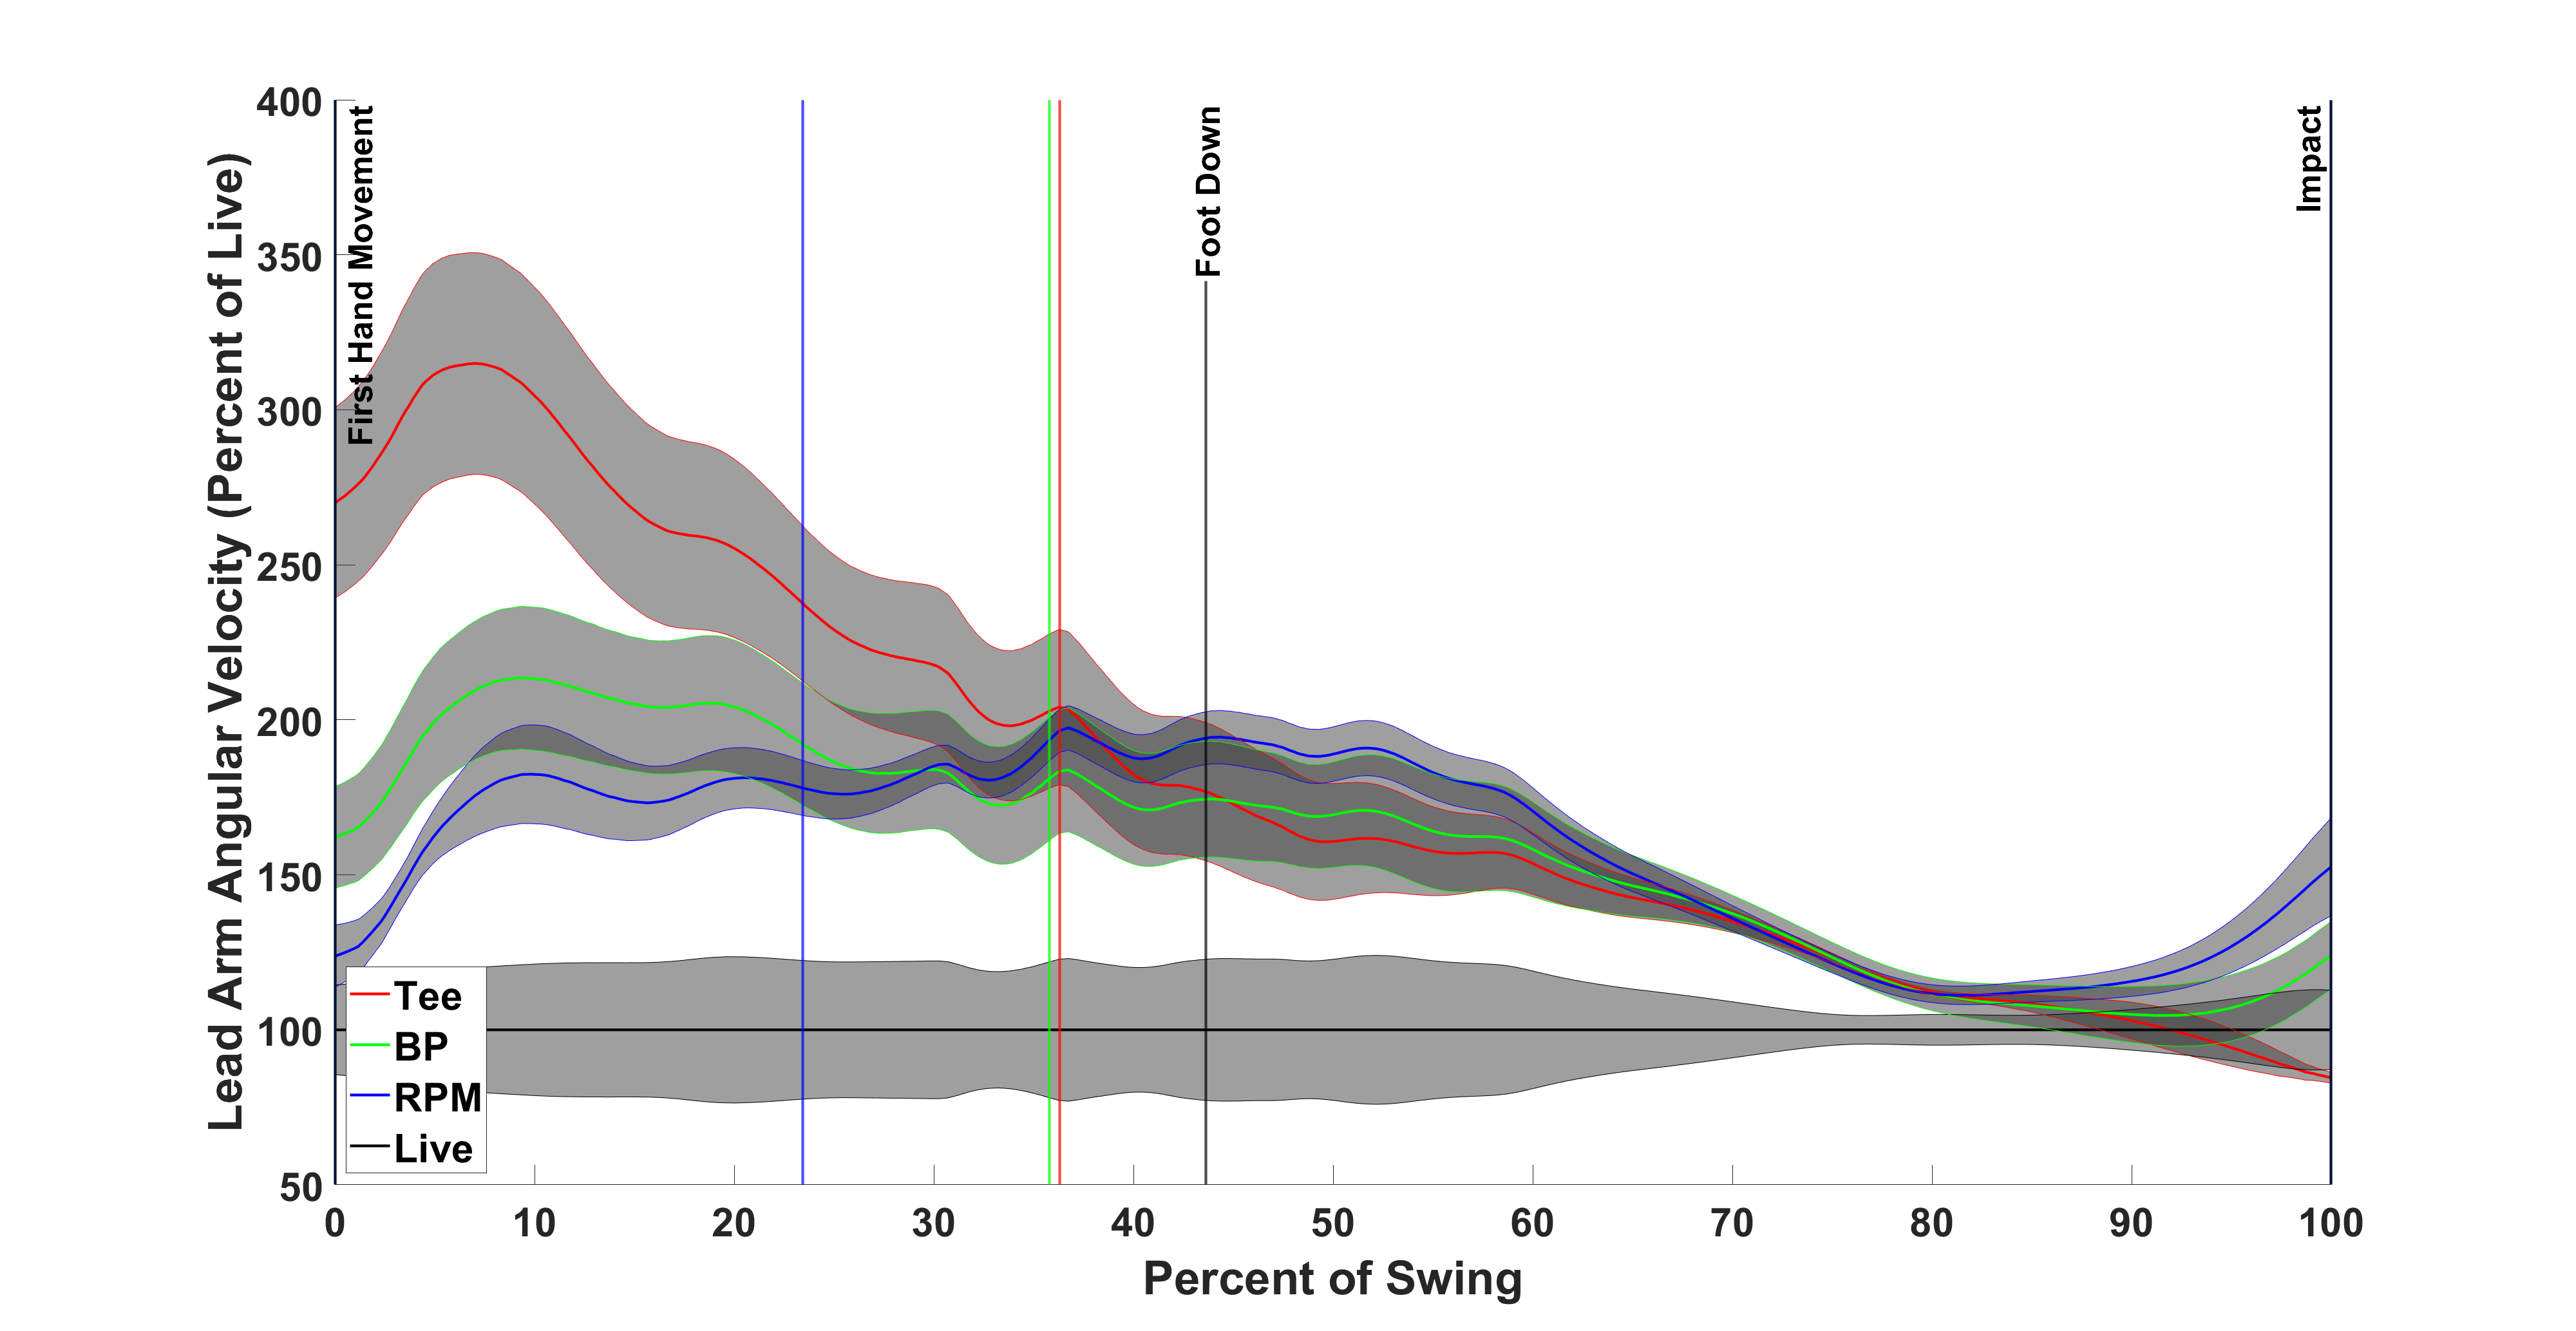 Lead Arm Angular Velocity (Percent of Live)
400
350
300
250
200
150
100
50
First Hand Movement
Foot Down
Impact
Tee
BP
RPM
Live
0 10 20 30 40 50 60 70 80 90 100
Percent of Swing